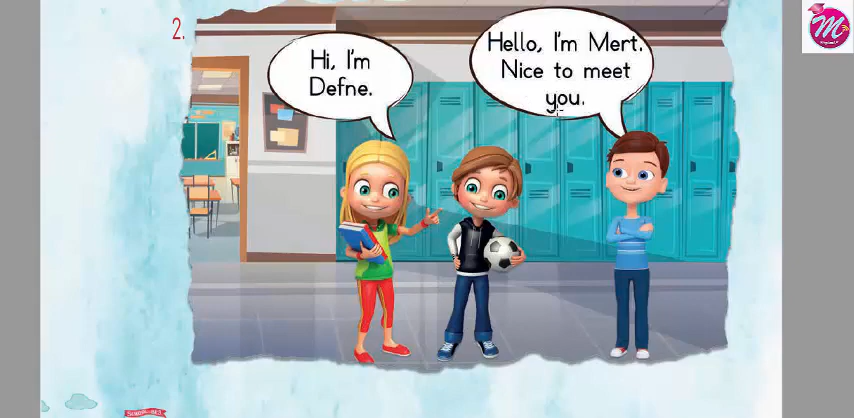 2.
Hi, I'm
Defne.
Hello, I'm Mert.
Nice to meet
you.
M